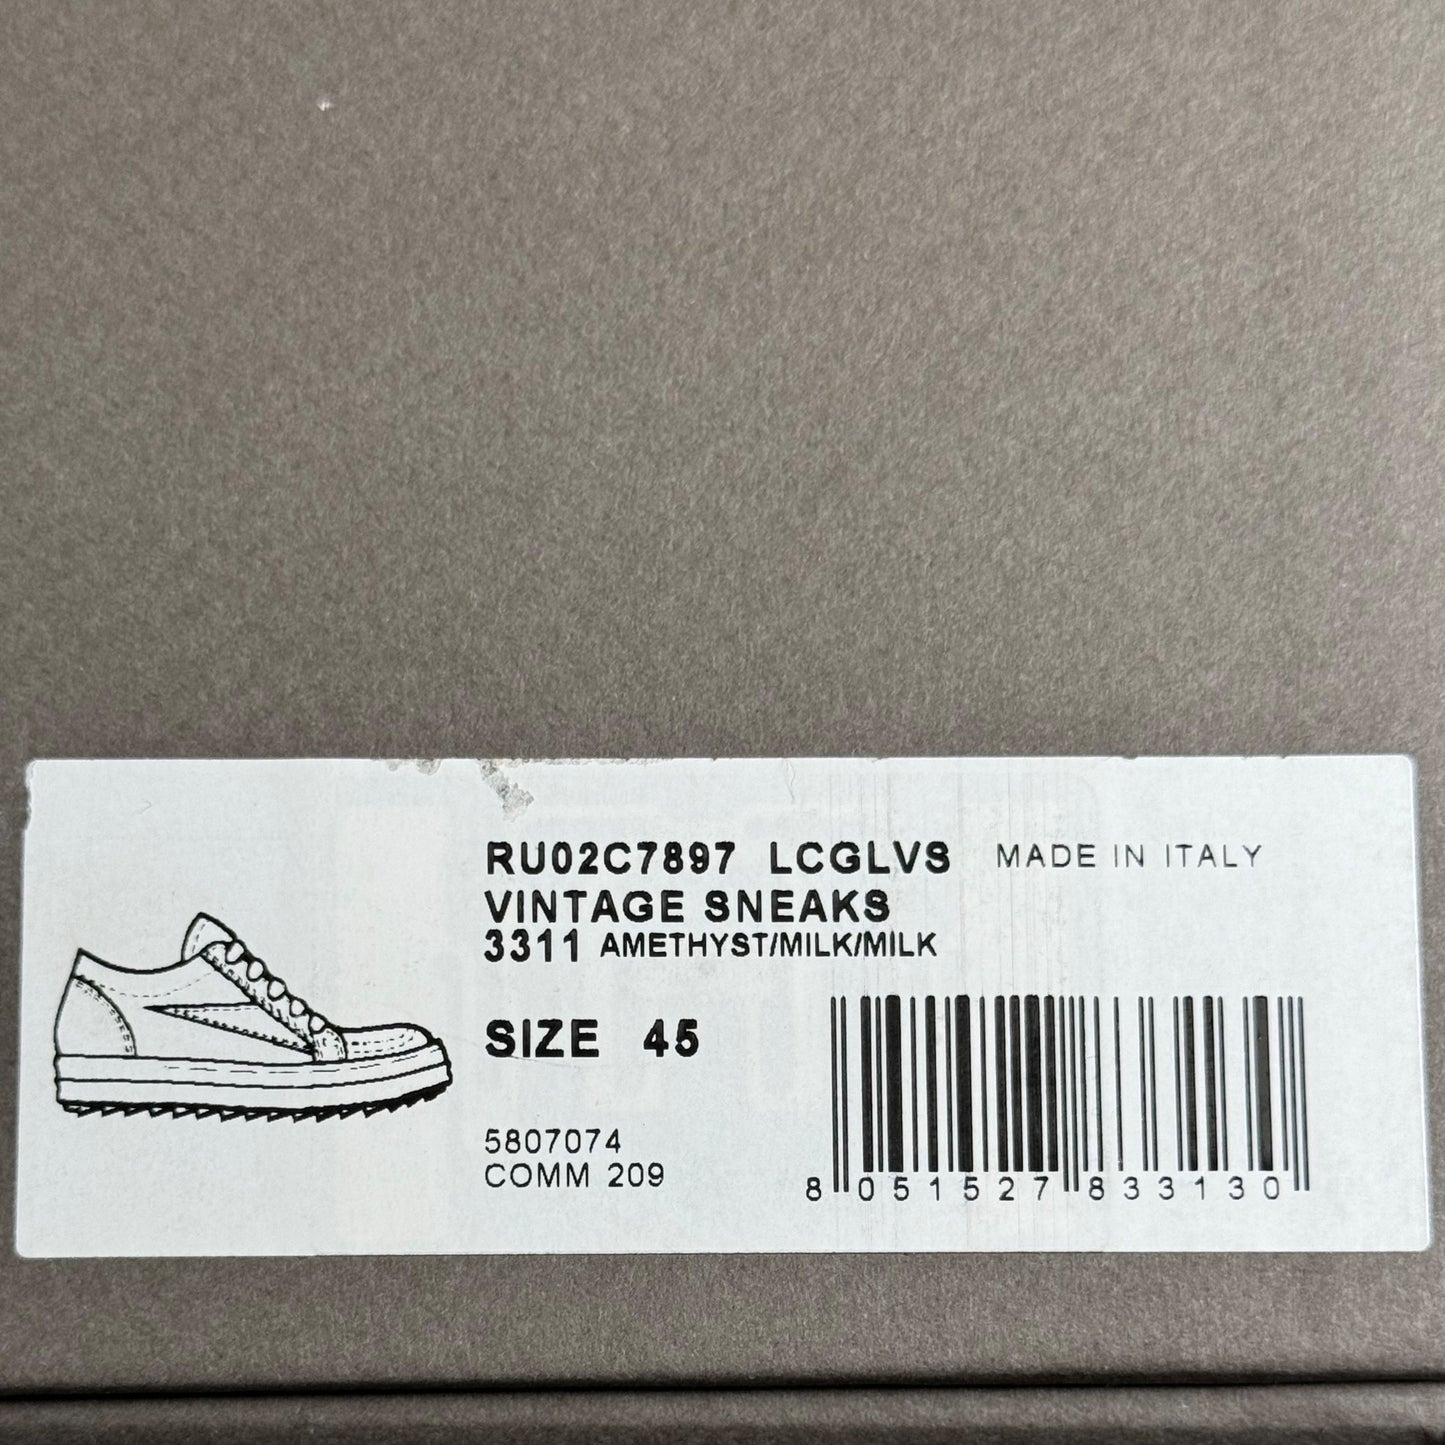 RU02C7897 LCGLVS MADE IN ITALY
VINTAGE SNEAKS
3311 AMETHYST/MILK/MILK
SIZE 45
5807074
COMM 209
8 051527 833130